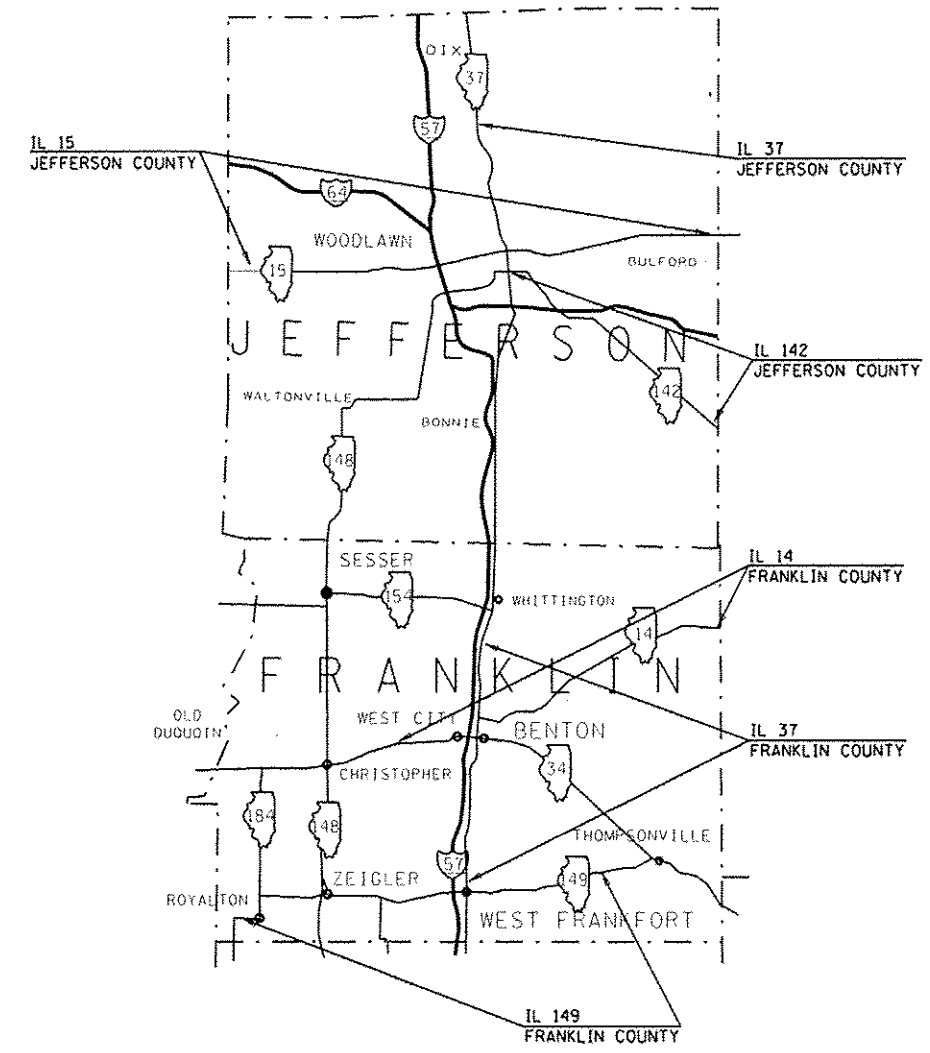 DIX
37
57
IL 15
JEFFERSON COUNTY
IL 37
JEFFERSON COUNTY
64
WOODLAWN
15
BULFORD
JEFFERSON
IL 142
JEFFERSON COUNTY
WALTONVILLE
142
BONNIE
148
SESSER
IL 14
FRANKLIN COUNTY
154
WHITTINGTON
14
FRANKLIN
OLD
DUQUOIN
WEST CITY
BENTON
IL 37
FRANKLIN COUNTY
CHRISTOPHER
34
184
148
THOMPSONVILLE
57
ZEIGLER
149
ROYALTON
WEST FRANKFORT
IL 149
FRANKLIN COUNTY